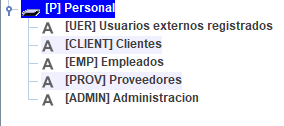 [P] Personal
[UER] Usuarios externos registrados
[CLIENT] Clientes
[EMP] Empleados
[PROV] Proveedores
[ADMIN] Administracion